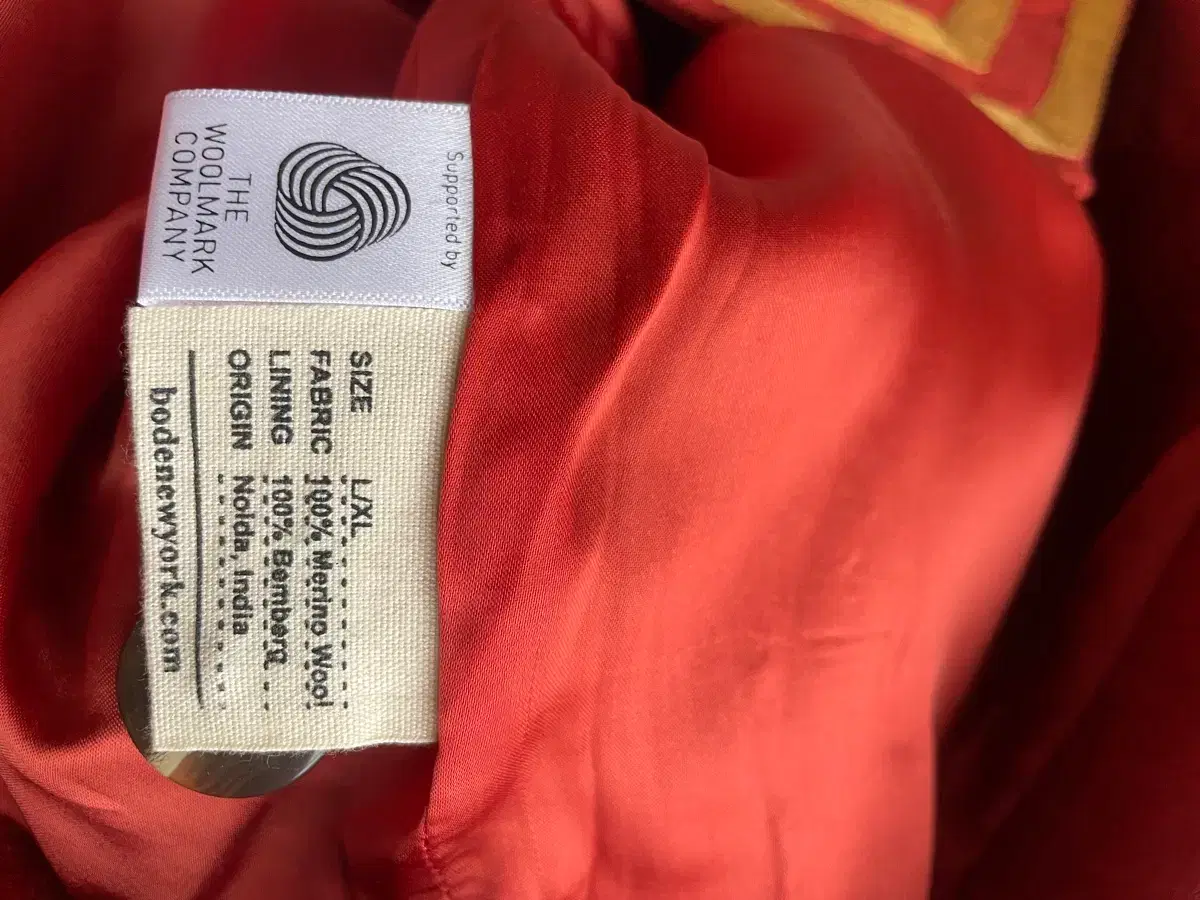 Supported by
THE
WOOLMARK
COMPANY
SIZE L/XL
FABRIC 100% Merino Wool
LINING 100% Bemberg
ORIGIN Noida, India
bodenewyork.com